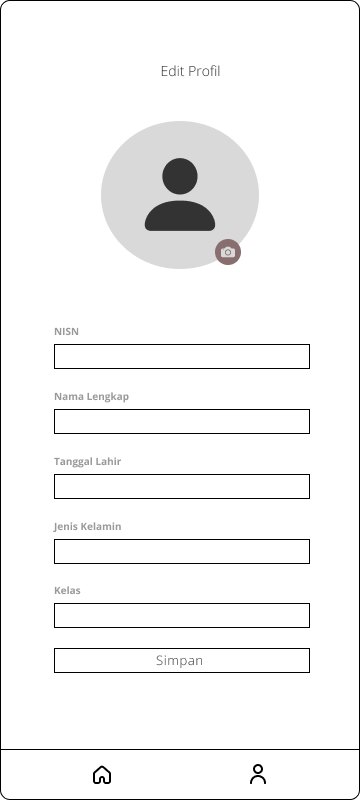 Edit Profil
NISN
Nama Lengkap
Tanggal Lahir
Jenis Kelamin
Kelas
Simpan